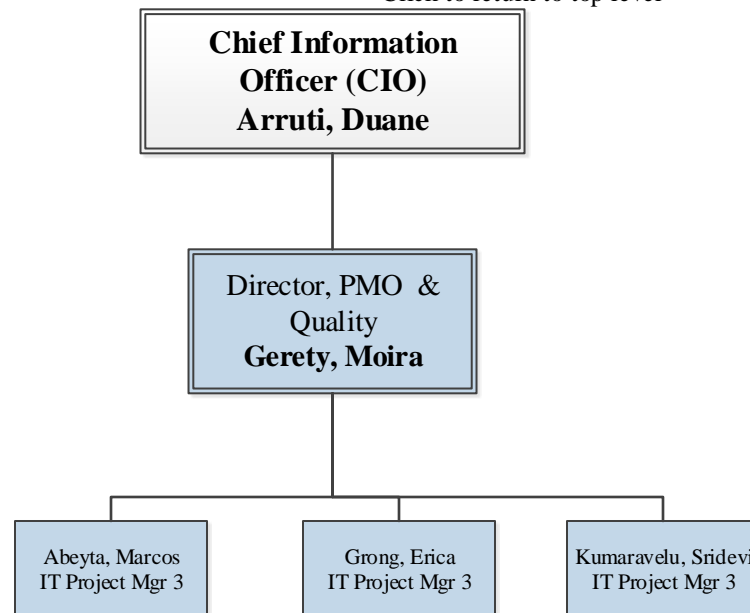 Click to return to top level
Chief Information
Officer (CIO)
Arruti, Duane
Director, PMO &
Quality
Gerety, Moira
Abeyta, Marcos
IT Project Mgr 3
Grong, Erica
IT Project Mgr 3
Kumaravelu, Sridevi
IT Project Mgr 3